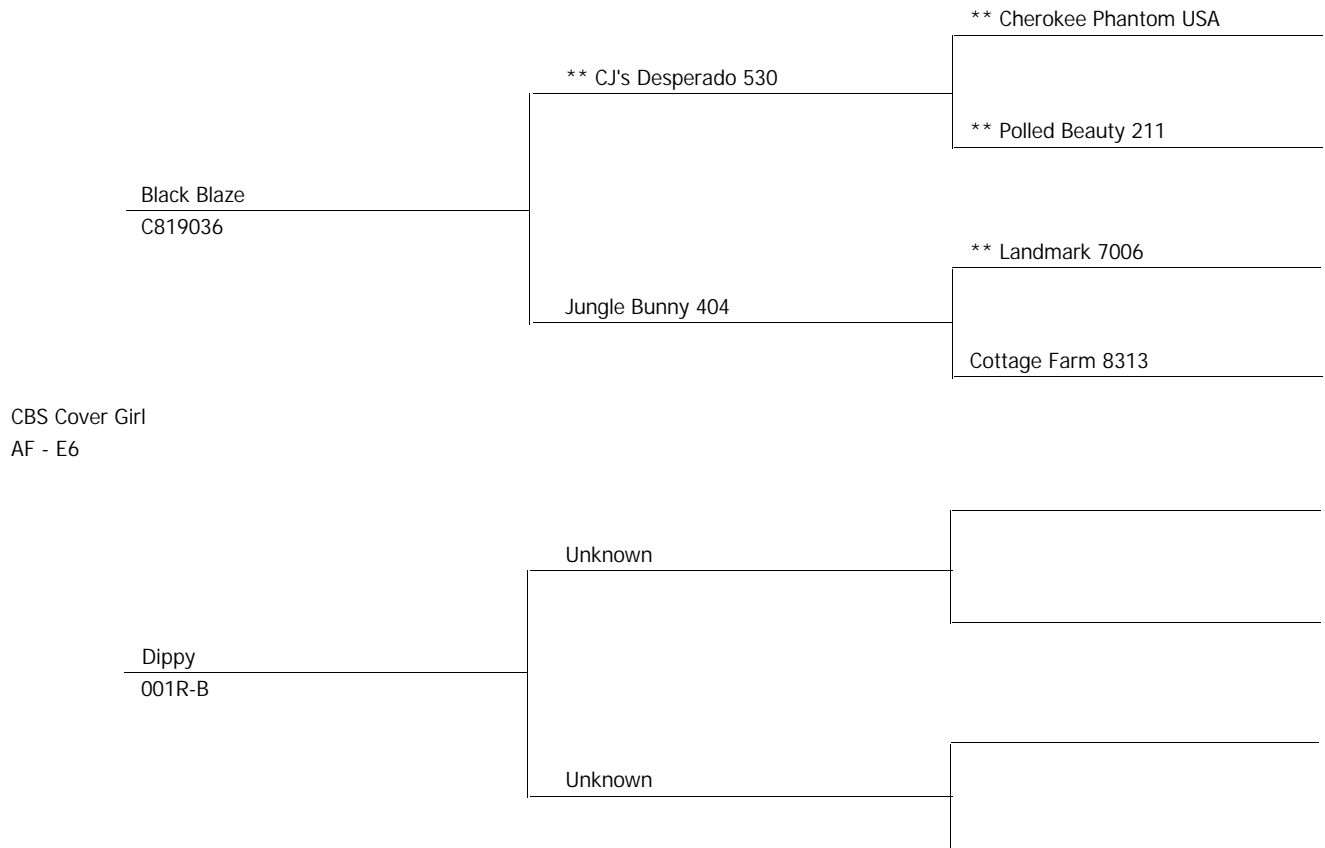 ** Cherokee Phantom USA
** CJ's Desperado 530
** Polled Beauty 211
Black Blaze
C819036
** Landmark 7006
Jungle Bunny 404
Cottage Farm 8313
CBS Cover Girl
AF - E6
Unknown
Dippy
001R-B
Unknown